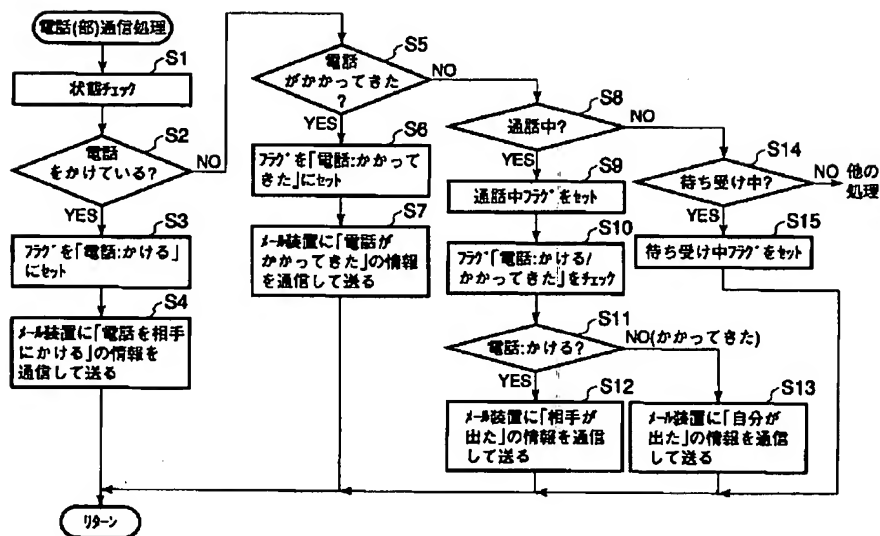 電話(部)通信処理
S1
状態チェック
S2
電話
をかけている?
NO
YES
S3
フラグを「電話:かける」
にセット
S4
メール装置に「電話を相手
にかける」の情報を
通信して送る
リターン
S5
電話
がかかってきた
?
NO
YES
S6
フラグを「電話:かかって
きた」にセット
S7
メール装置に「電話が
かかってきた」の情報
を通信して送る
S8
通話中?
NO
YES
S9
通話中フラグをセット
S10
フラグ「電話:かける/
かかってきた」をチェック
S11
電話:かける?
NO(かかってきた)
YES
S12
メール装置に「相手が
出た」の情報を通信
して送る
S13
メール装置に「自分が
出た」の情報を通信
して送る
S14
待ち受け中?
NO 他の
処理
YES
S15
待ち受け中フラグをセット